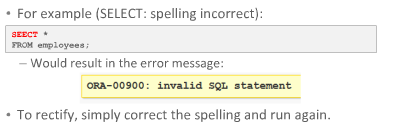 • For example (SELECT: spelling incorrect):
SEECT *
FROM employees;
– Would result in the error message:
ORA-00900: invalid SQL statement
• To rectify, simply correct the spelling and run again.